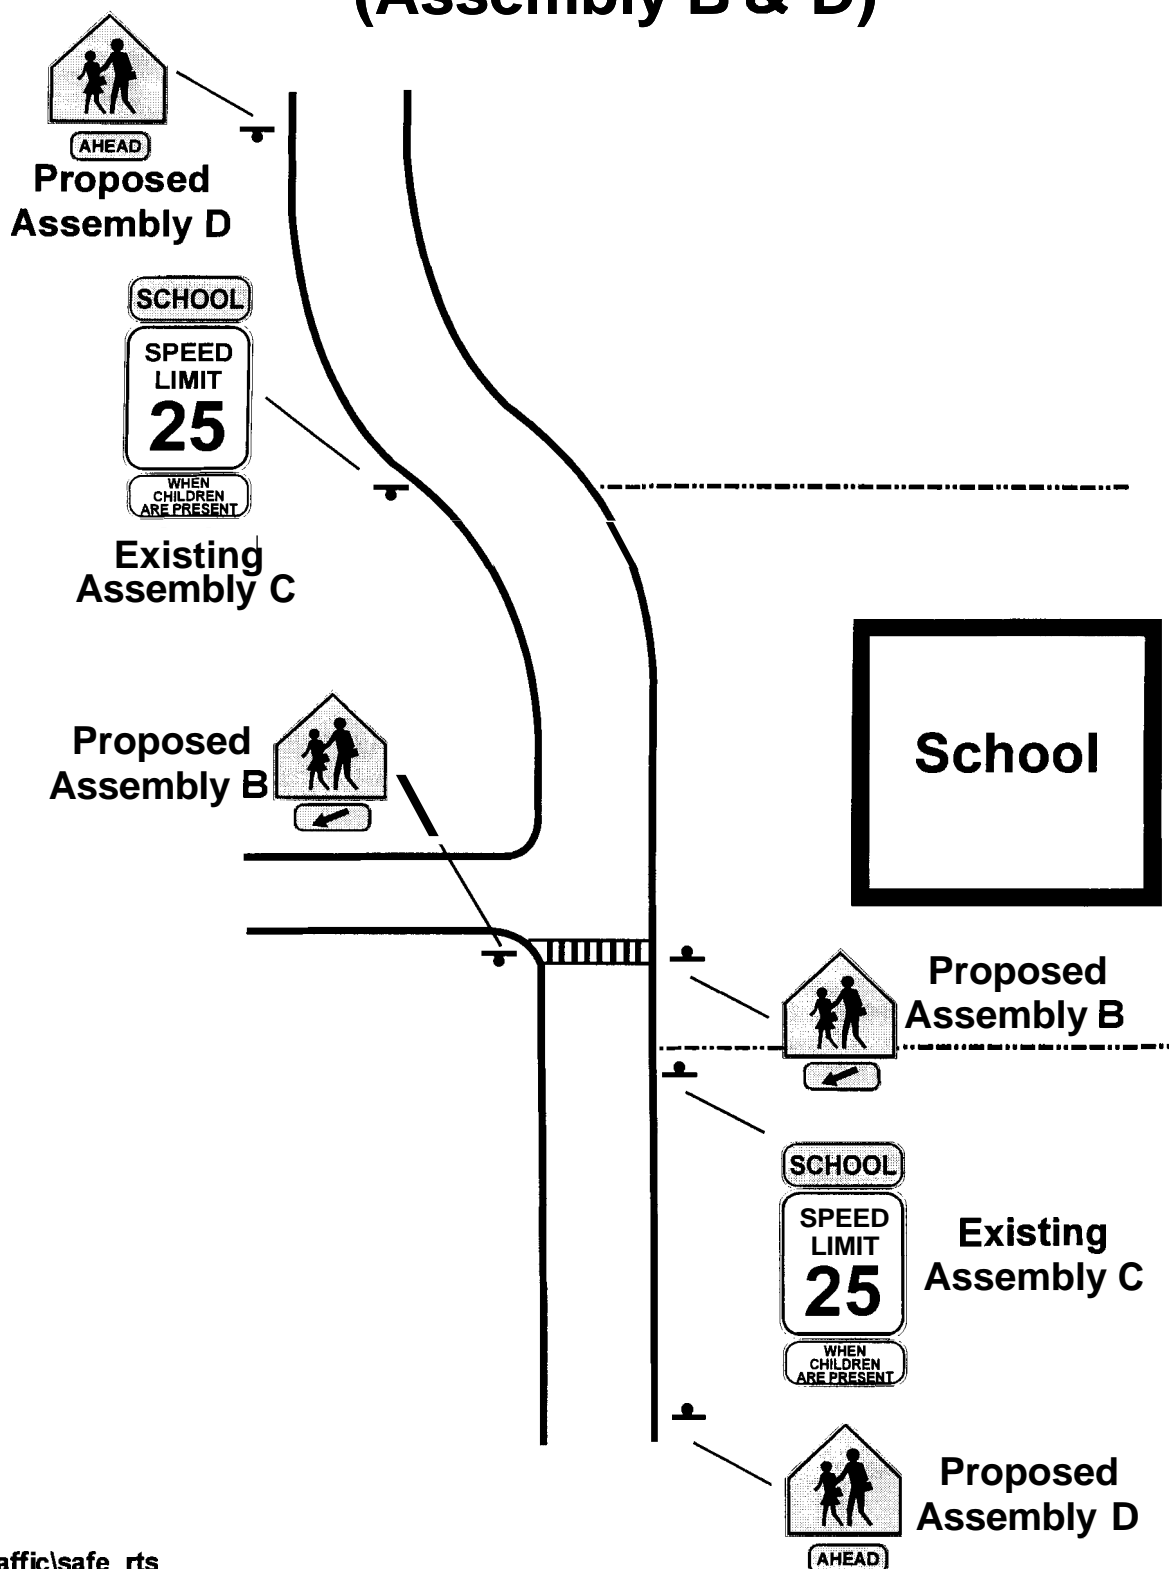 (Assembly B & D)
AHEAD
Proposed
Assembly D
SCHOOL
SPEED
LIMIT
25
WHEN
CHILDREN
ARE PRESENT
Existing
Assembly C
Proposed
Assembly B
School
Proposed
Assembly B
SCHOOL
SPEED
LIMIT
25
WHEN
CHILDREN
ARE PRESENT
Existing
Assembly C
Proposed
Assembly D
AHEAD
affic\safe_rts